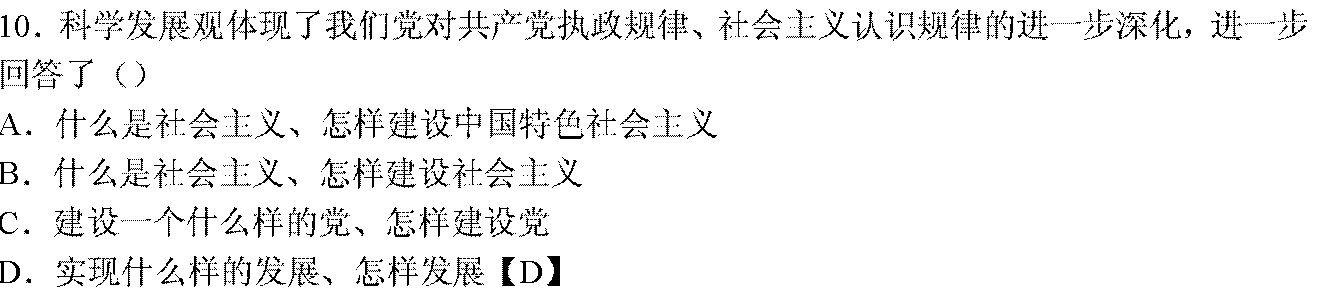 10．科学发展观体现了我们党对共产党执政规律、社会主义认识规律的进一步深化，进一步
回答了（）
A．什么是社会主义、怎样建设中国特色社会主义
B．什么是社会主义、怎样建设社会主义
C．建设一个什么样的党、怎样建设党
D．实现什么样的发展、怎样发展【D】